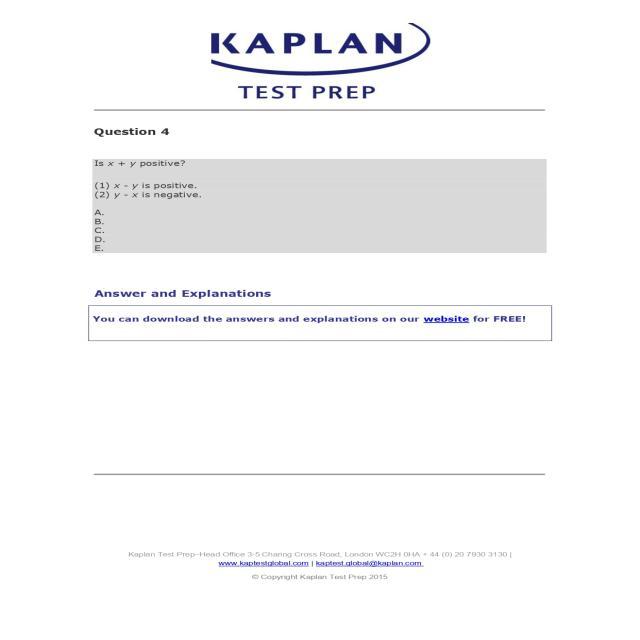 KAPLAN
TEST PREP
Question 4
Is x + y positive?
(1) x - y is positive.
(2) y - x is negative.
A.
B.
C.
D.
E.
Answer and Explanations
You can download the answers and explanations on our website for FREE!
Kaplan Test Prep–Head Office 3-5 Charing Cross Road, London WC2H 0HA + 44 (0) 20 7930 3130 |
www.kaptestglobal.com | kaptest.global@kaplan.com
© Copyright Kaplan Test Prep 2015